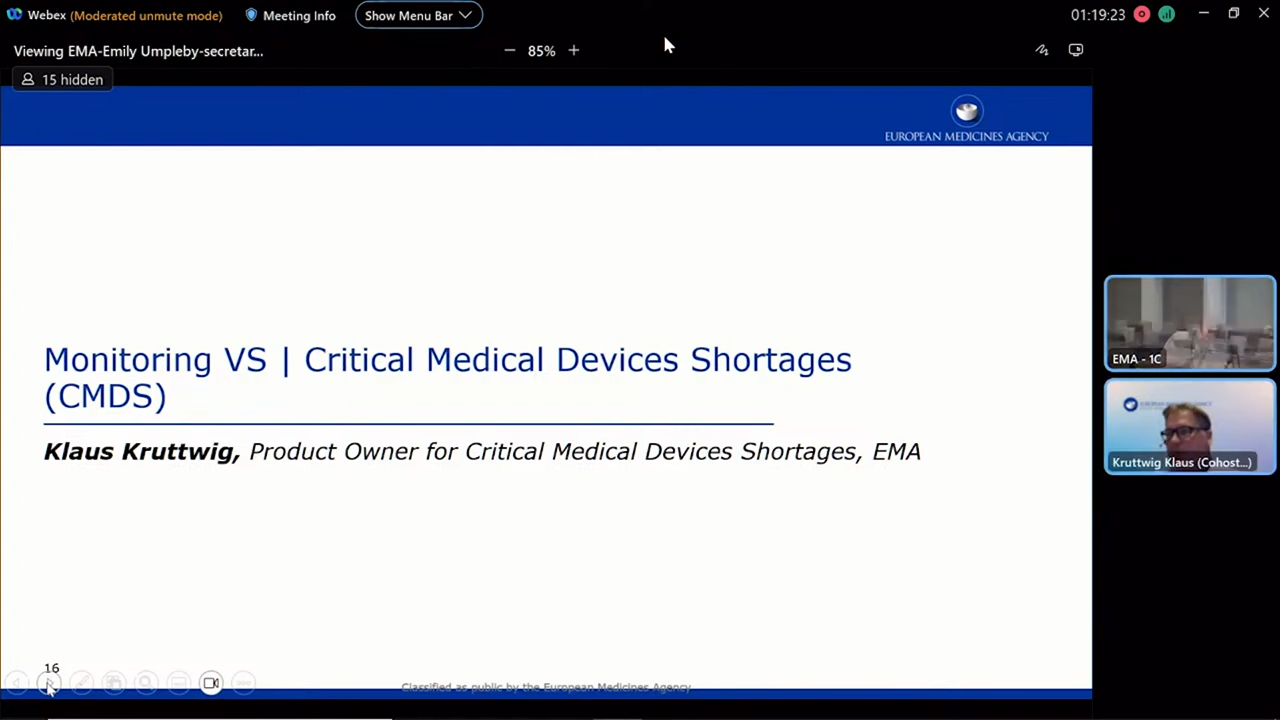 Webex (Moderated unmute mode) Meeting Info Show Menu Bar 01:19:23
Viewing EMA-Emily Umpleby-secretar... 85%
15 hidden
EUROPEAN MEDICINES AGENCY
Monitoring VS | Critical Medical Devices Shortages
(CMDS)
Klaus Kruttwig, Product Owner for Critical Medical Devices Shortages, EMA
EMA - 1C
Kruttwig Klaus (Cohost...)
16
Classified as public by the European Medicines Agency